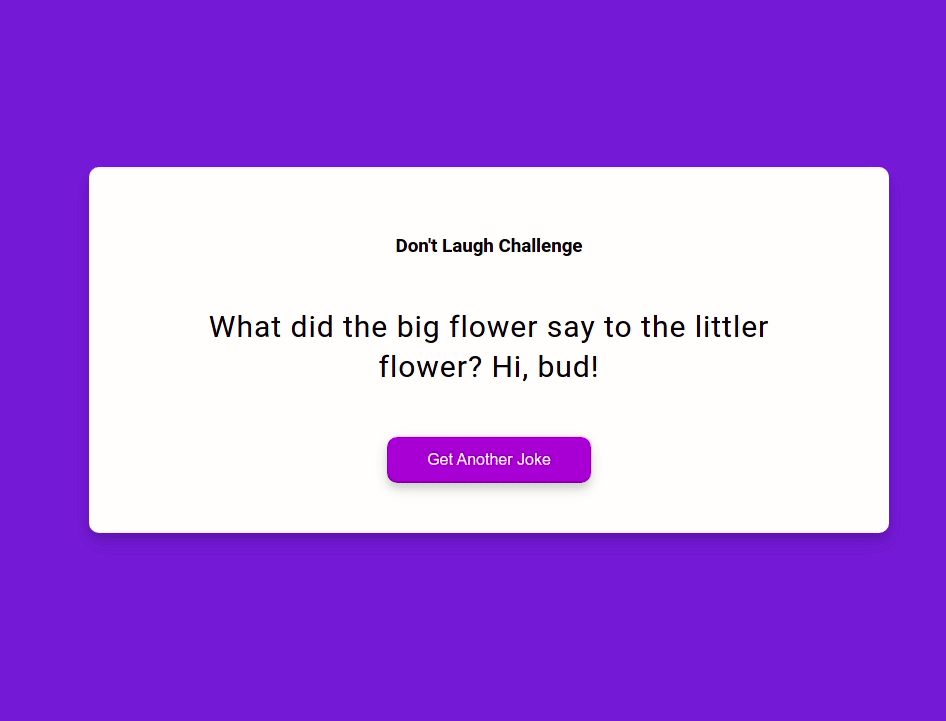 Don't Laugh Challenge
What did the big flower say to the littler
flower? Hi, bud!
Get Another Joke